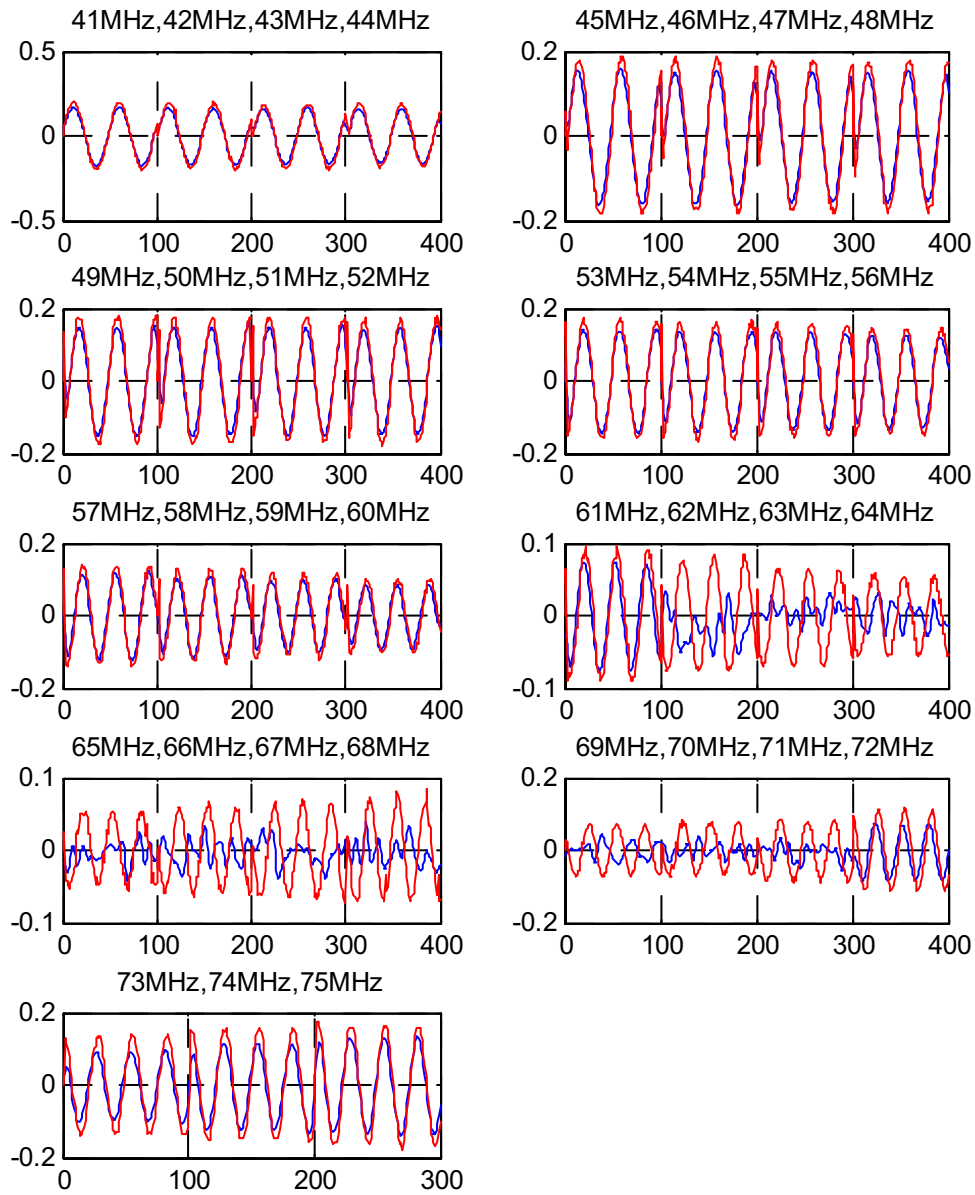 41MHz,42MHz,43MHz,44MHz
0.5
0
-0.5
0 100 200 300 400
45MHz,46MHz,47MHz,48MHz
0.2
0
-0.2
0 100 200 300 400
49MHz,50MHz,51MHz,52MHz
0.2
0
-0.2
0 100 200 300 400
53MHz,54MHz,55MHz,56MHz
0.2
0
-0.2
0 100 200 300 400
57MHz,58MHz,59MHz,60MHz
0.2
0
-0.2
0 100 200 300 400
61MHz,62MHz,63MHz,64MHz
0.1
0
-0.1
0 100 200 300 400
65MHz,66MHz,67MHz,68MHz
0.1
0
-0.1
0 100 200 300 400
69MHz,70MHz,71MHz,72MHz
0.2
0
-0.2
0 100 200 300 400
73MHz,74MHz,75MHz
0.2
0
-0.2
0 100 200 300